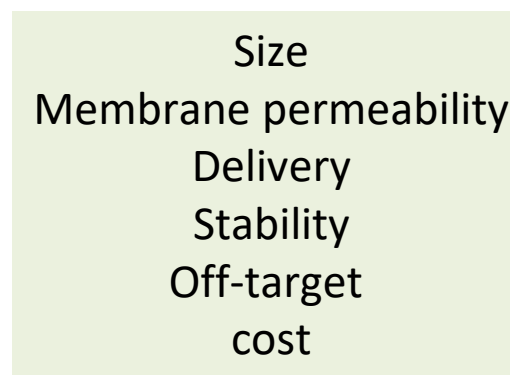 Size
Membrane permeability
Delivery
Stability
Off-target
cost